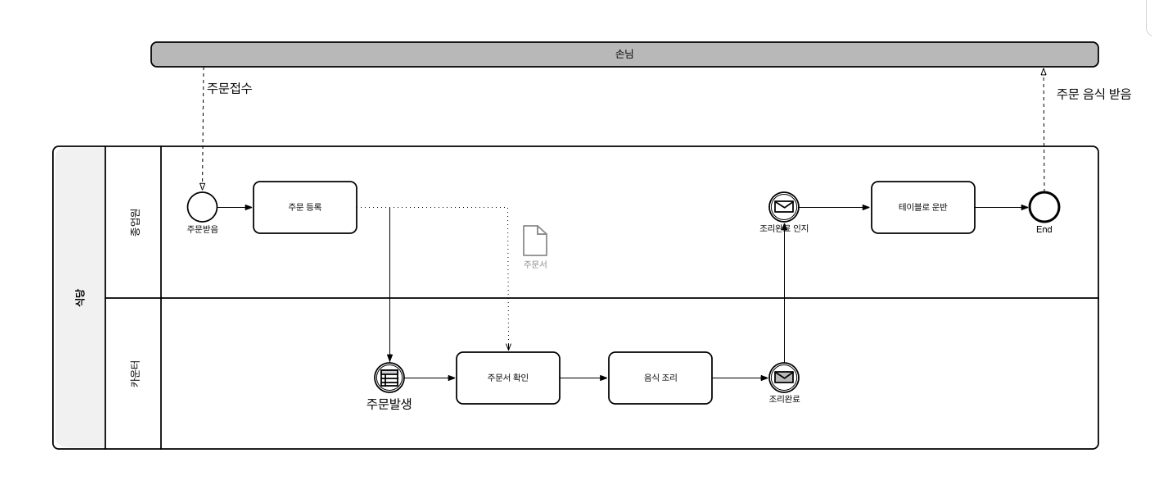 손님
주문접수
주문 음식 받음
식당
종업원
주문받음
주문 등록
주문서
조리완료 인지
테이블로 운반
End
카운터
주문발생
주문서 확인
음식 조리
조리완료